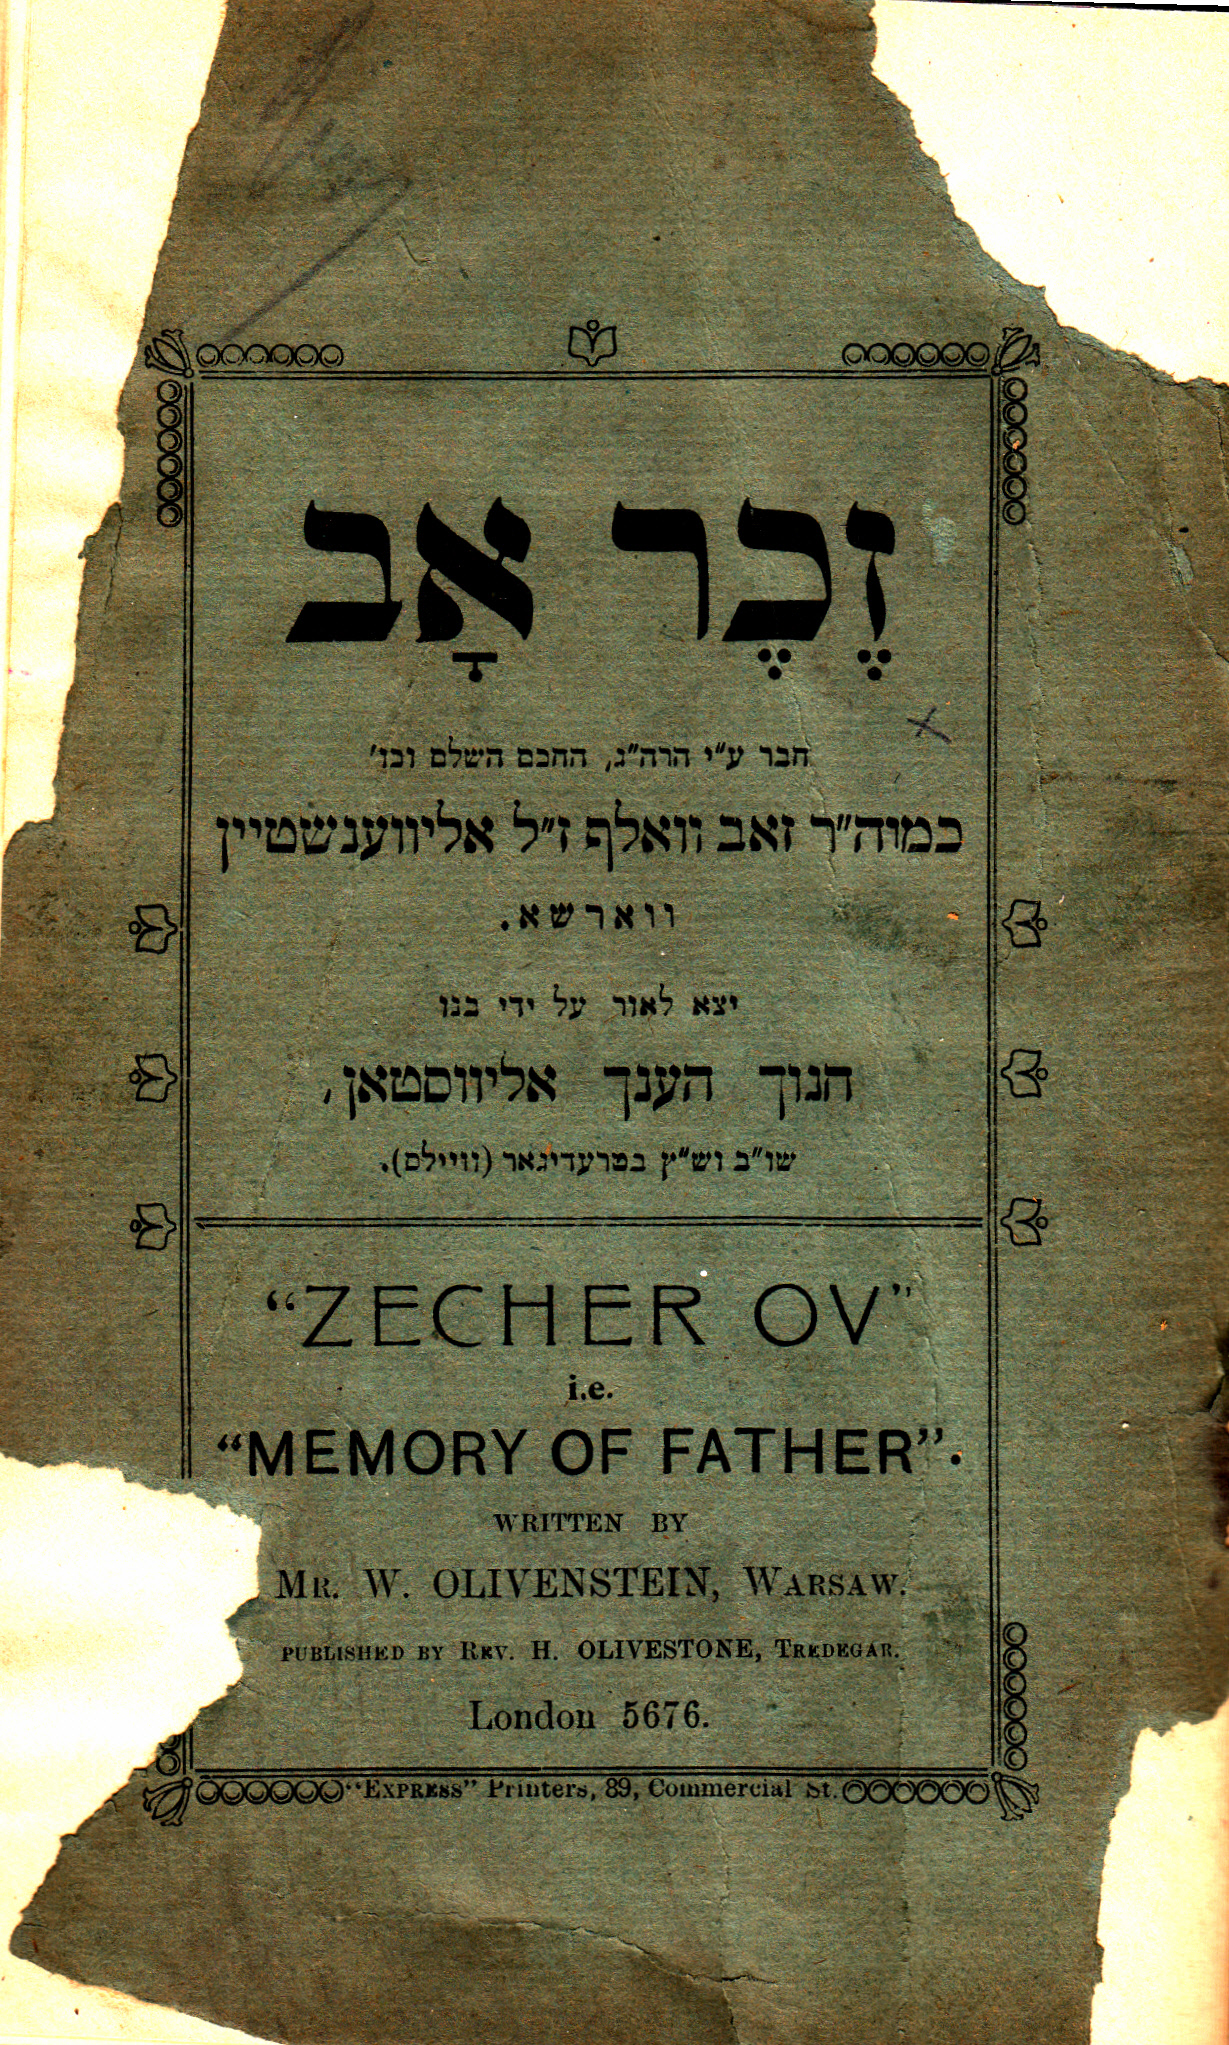 זֶכֶר אָב
חבר ע״י הרה״ג, החכם השלם וכו׳
כמוה״ר זאב וואלף ז״ל אליווענשטיין
ווארשא.
יצא לאור על ידי בנו
חנוך הענך אליווסטאן,
שו״ב וש״ץ בטרעדיגאר (וויילס).
“ZECHER OV”
i.e.
“MEMORY OF FATHER”.
WRITTEN BY
MR. W. OLIVENSTEIN, WARSAW.
PUBLISHED BY REV. H. OLIVESTONE, TREDEGAR.
London 5676.
“EXPRESS” Printers, 89, Commercial St.